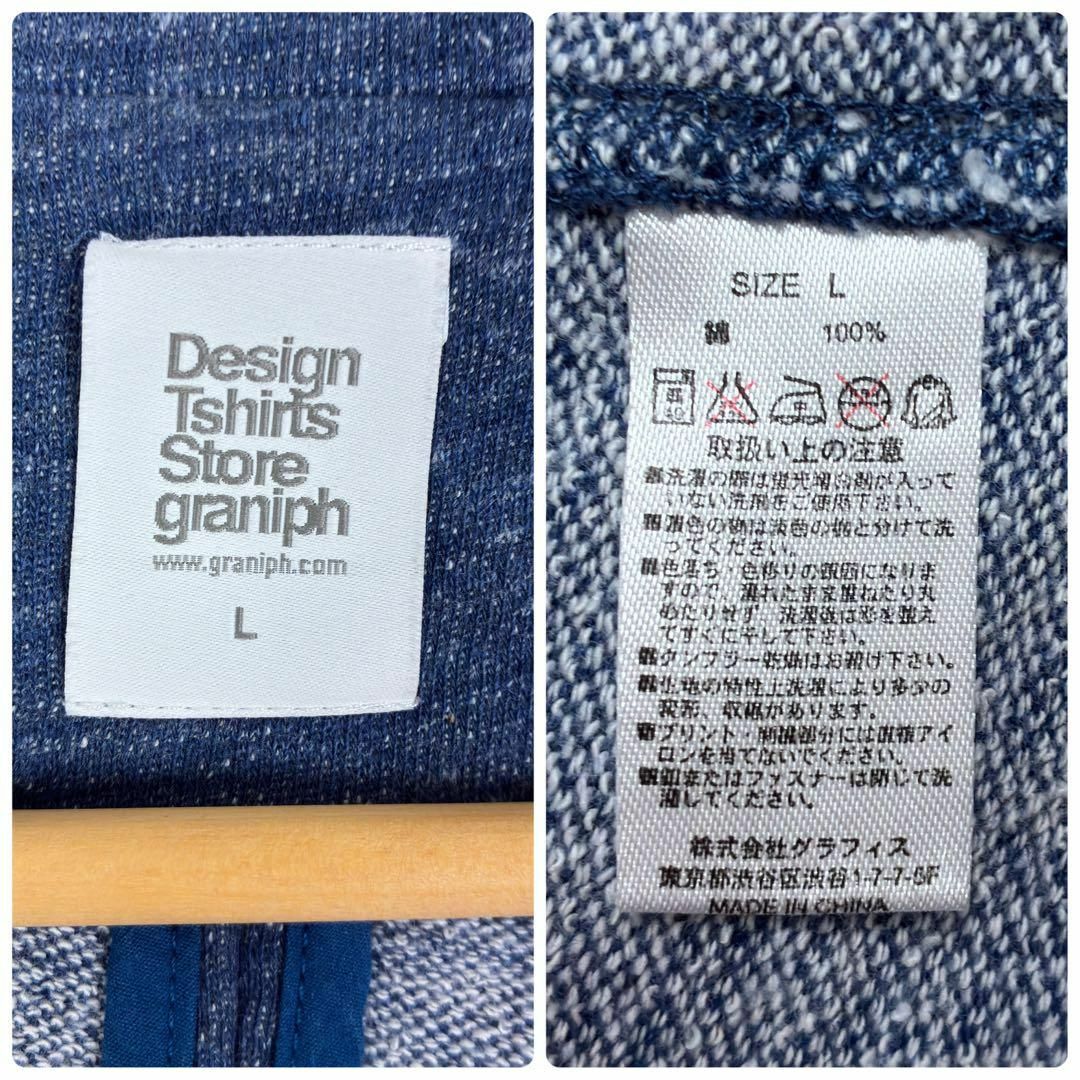 Design
Tshirts
Store
graniph
www.graniph.com
L
SIZE L
綿 100%
40
中
取扱い上の注意
洗濯の際は蛍光増白剤が入って
いない洗剤をご使用下さい。
濃色の物は淡色の物と分けて洗
ってください。
色落ち・色移りの原因になりま
すので、濡れたまま重ねたり丸
めたりせず、洗濯後は形を整え
てすぐに干して下さい。
タンブラー乾燥はお避け下さい。
生地の特性上洗濯により多少の
変形、収縮があります。
プリント・刺繍部分には直接アイ
ロンを当てないでください。
釦またはファスナーは閉じて洗
濯してください。
株式会社グラフィス
東京都渋谷区渋谷1-7-7-5F
MADE IN CHINA